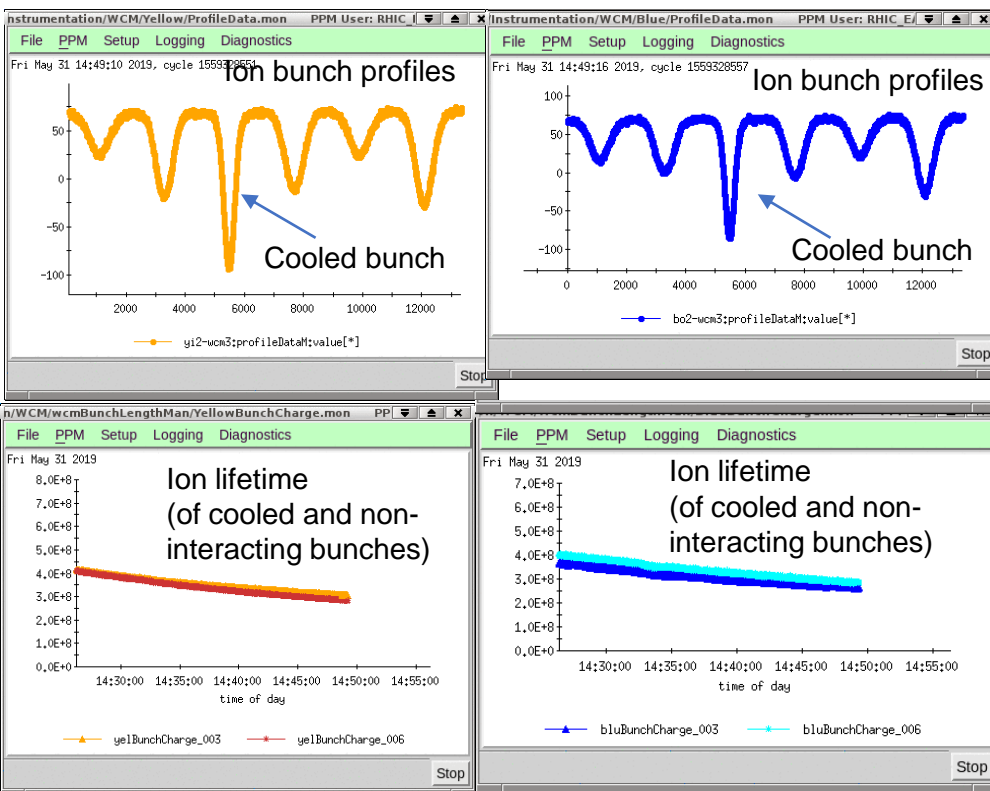 nstrumentation/WCM/Yellow/ProfileData.mon PPM User: RHIC_
File PPM Setup Logging Diagnostics
Fri May 31 14:49:10 2019, cycle 1559328551
Ion bunch profiles
50
0
-50
-100
2000 4000 6000 8000 10000 12000
Cooled bunch
yi2-wcm3:profileDataM:value[*]
Stop
/Instrumentation/WCM/Blue/ProfileData.mon PPM User: RHIC_E
File PPM Setup Logging Diagnostics
Fri May 31 14:49:16 2019, cycle 1559328557
Ion bunch profiles
100
50
0
-50
-100
0 2000 4000 6000 8000 10000 12000
Cooled bunch
bo2-wcm3:profileDataM:value[*]
Stop
n/WCM/wcmBunchLengthMan/YellowBunchCharge.mon PP
File PPM Setup Logging Diagnostics
Fri May 31 2019
Ion lifetime
(of cooled and non-
interacting bunches)
8.0E+8
7.0E+8
6.0E+8
5.0E+8
4.0E+8
3.0E+8
2.0E+8
1.0E+8
0.0E+0
14:30:00 14:35:00 14:40:00 14:45:00 14:50:00 14:55:00
time of day
yelBunchCharge_003 yelBunchCharge_006
Stop
File PPM Setup Logging Diagnostics
Fri May 31 2019
Ion lifetime
(of cooled and non-
interacting bunches)
7.0E+8
6.0E+8
5.0E+8
4.0E+8
3.0E+8
2.0E+8
1.0E+8
0.0E+0
14:30:00 14:35:00 14:40:00 14:45:00 14:50:00 14:55:00
time of day
bluBunchCharge_003 bluBunchCharge_006
Stop